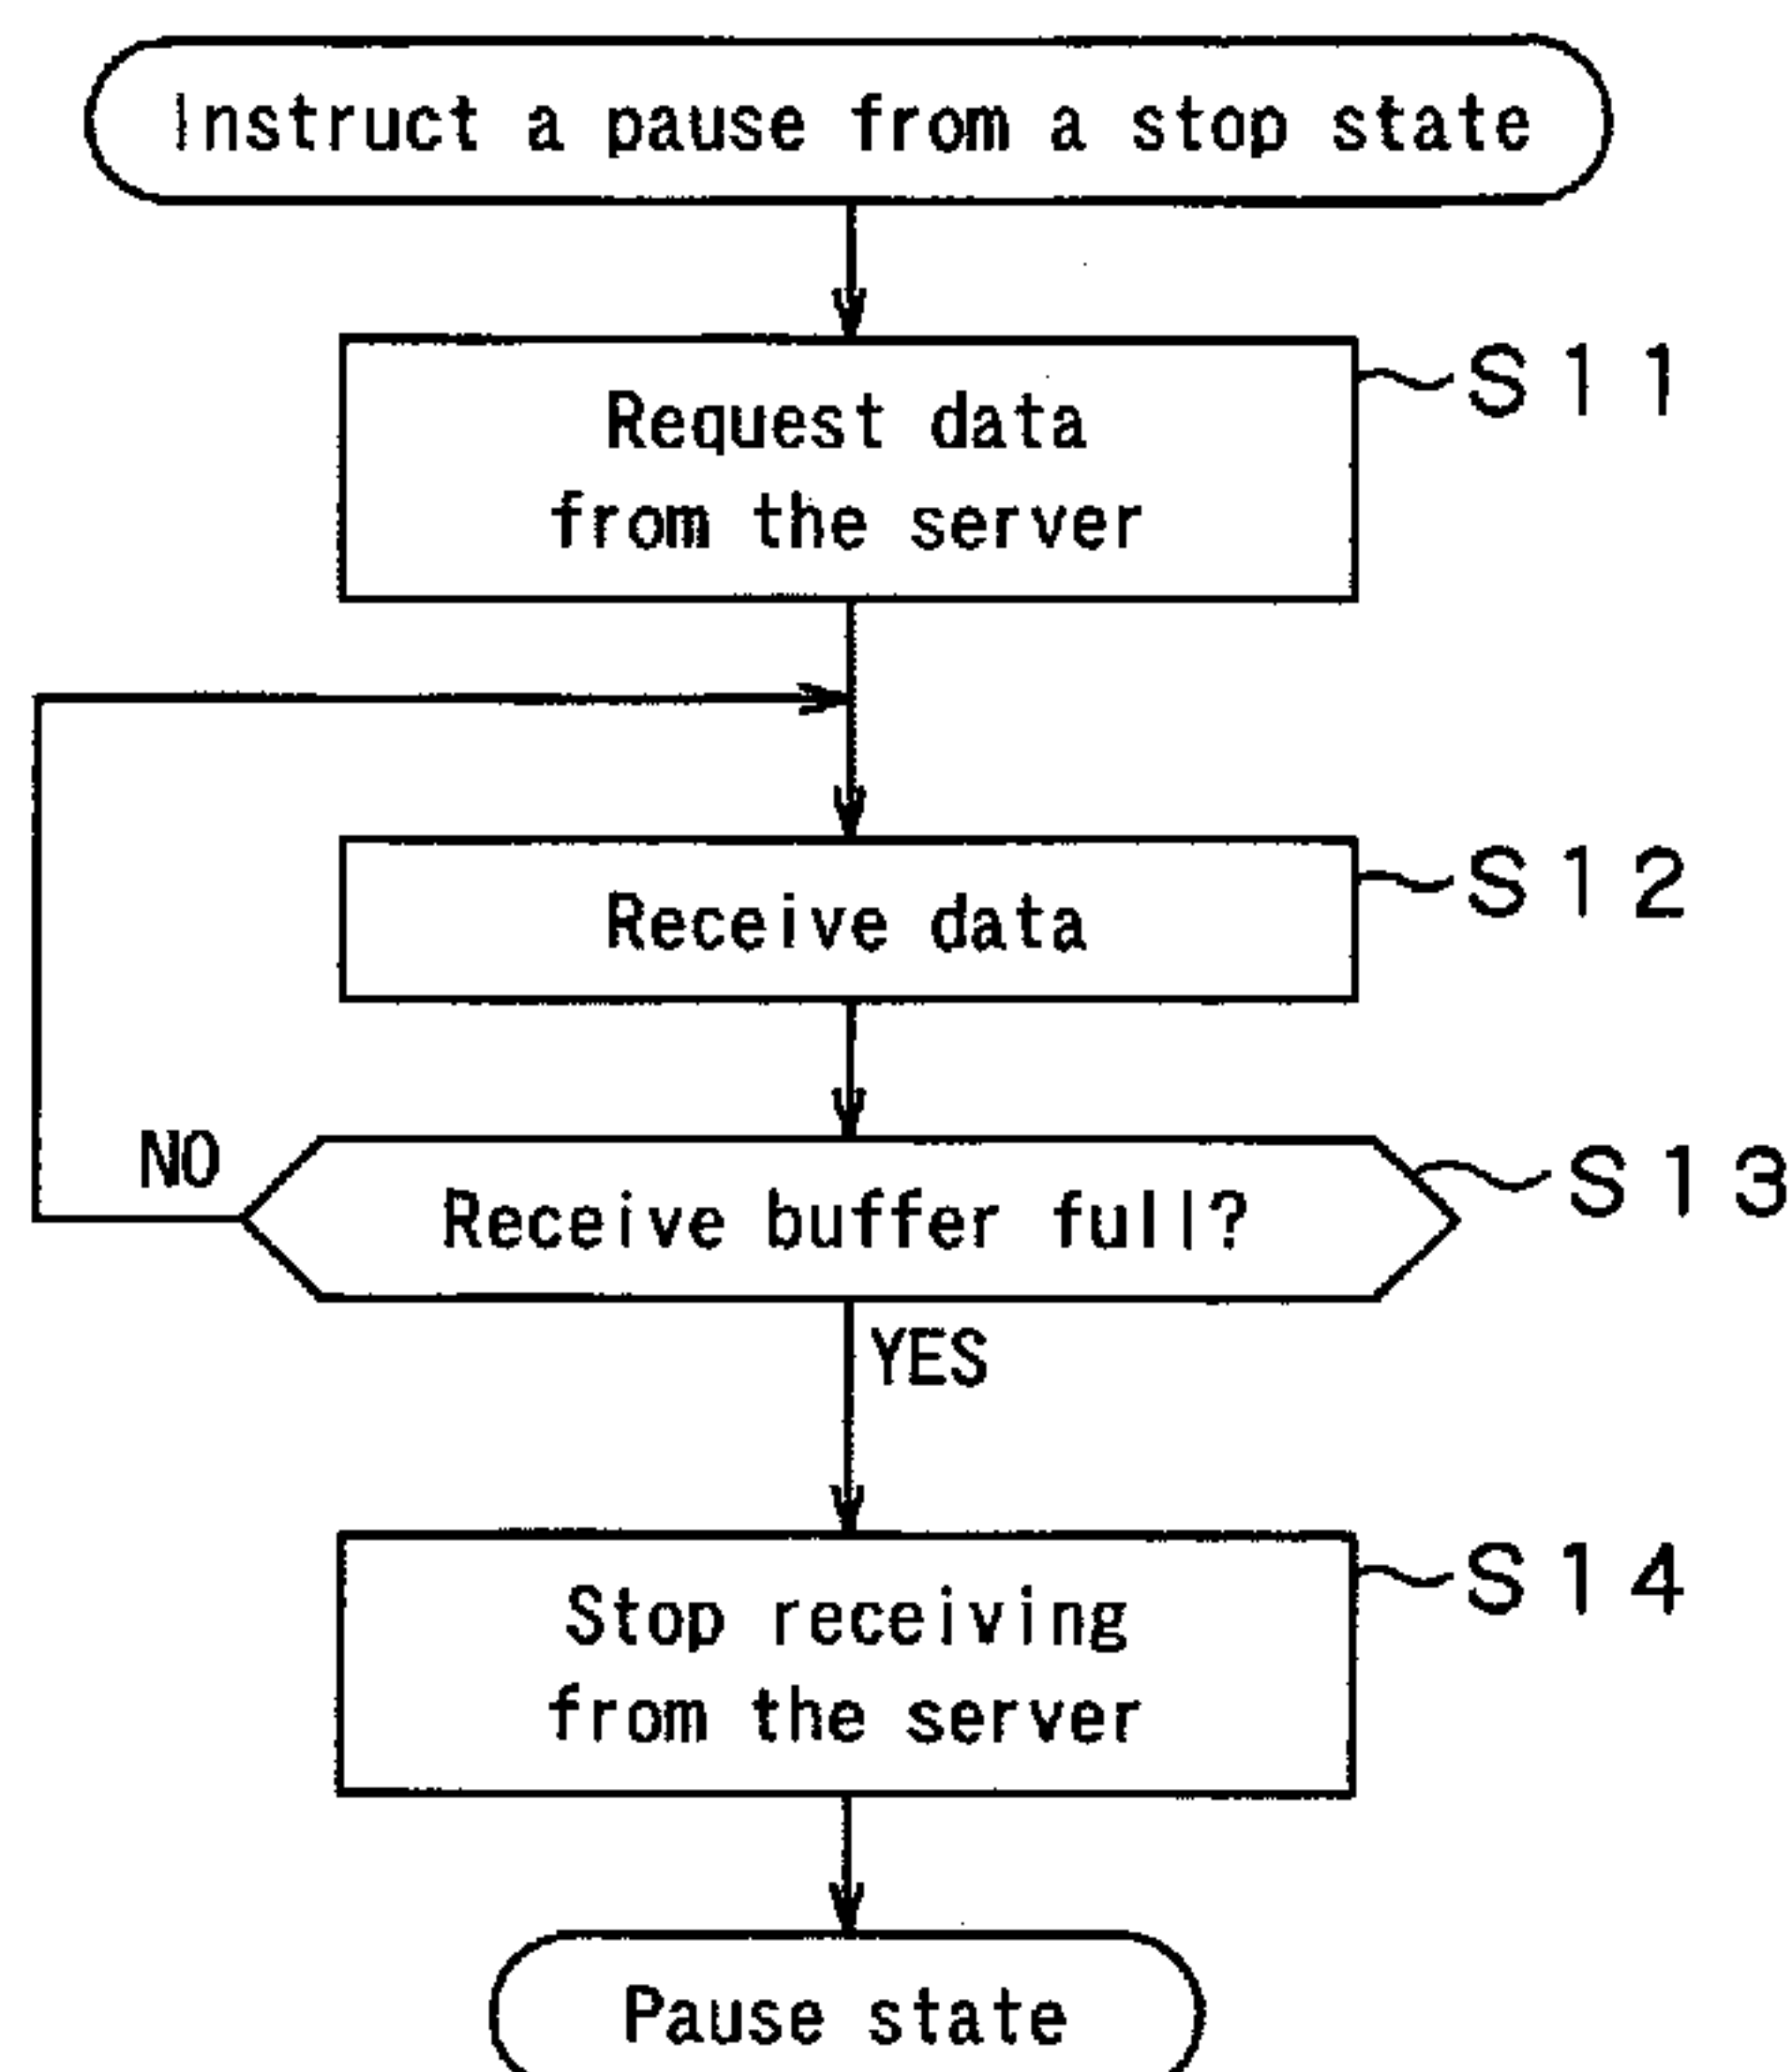 Instruct a pause from a stop state
S11
Request data
from the server
S12
Receive data
S13
NO
Receive buffer full?
YES
S14
Stop receiving
from the server
Pause state